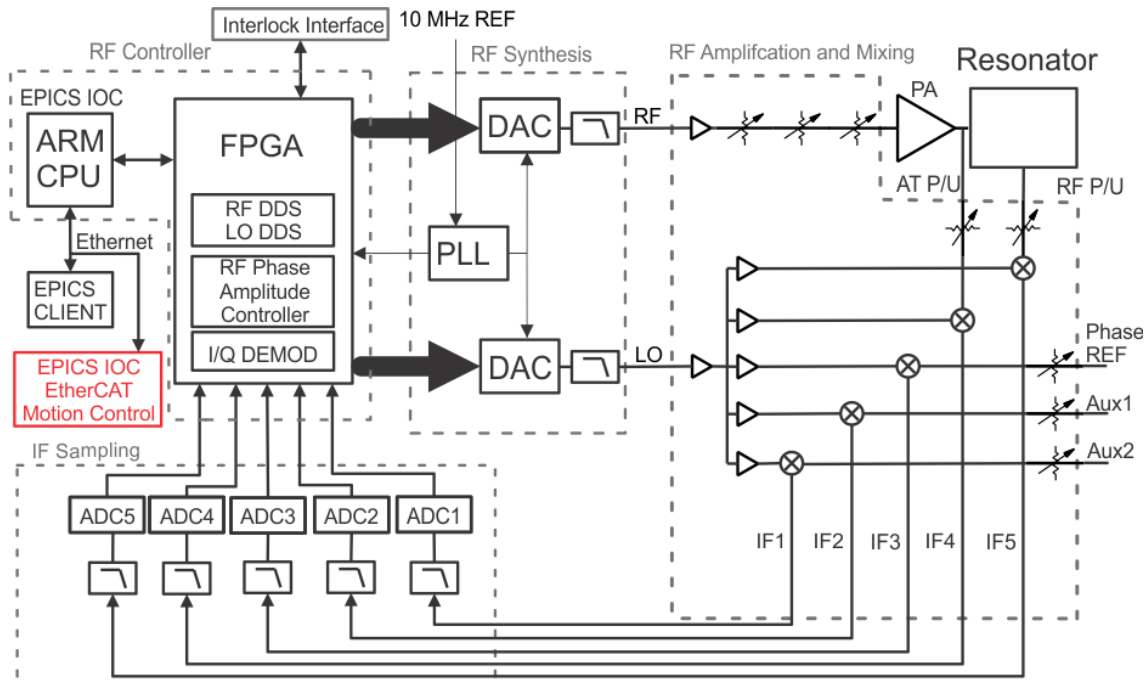 Interlock Interface
10 MHz REF
RF Controller
RF Synthesis
RF Amplifcation and Mixing
Resonator
EPICS IOC
ARM
CPU
FPGA
DAC
RF
PA
AT P/U
RF P/U
RF DDS
LO DDS
Ethernet
PLL
EPICS
CLIENT
RF Phase
Amplitude
Controller
I/Q DEMOD
DAC
LO
Phase
REF
EPICS IOC
EtherCAT
Motion Control
Aux1
Aux2
IF Sampling
ADC5
ADC4
ADC3
ADC2
ADC1
IF1
IF2
IF3
IF4
IF5